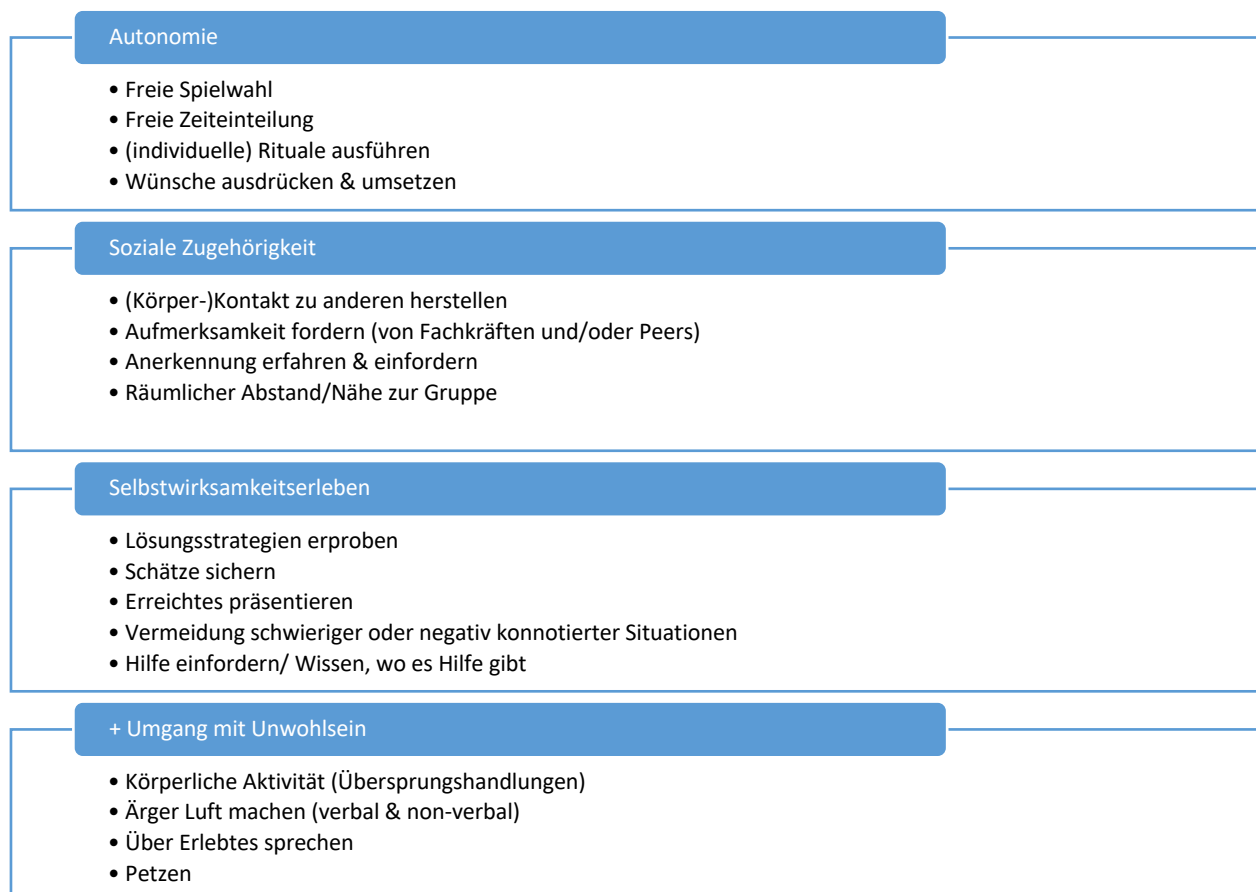 Autonomie
• Freie Spielwahl
• Freie Zeiteinteilung
• (individuelle) Rituale ausführen
• Wünsche ausdrücken & umsetzen
Soziale Zugehörigkeit
• (Körper-)Kontakt zu anderen herstellen
• Aufmerksamkeit fordern (von Fachkräften und/oder Peers)
• Anerkennung erfahren & einfordern
• Räumlicher Abstand/Nähe zur Gruppe
Selbstwirksamkeitserleben
• Lösungsstrategien erproben
• Schätze sichern
• Erreichtes präsentieren
• Vermeidung schwieriger oder negativ konnotierter Situationen
• Hilfe einfordern/ Wissen, wo es Hilfe gibt
+ Umgang mit Unwohlsein
• Körperliche Aktivität (Übersprungshandlungen)
• Ärger Luft machen (verbal & non-verbal)
• Über Erlebtes sprechen
• Petzen